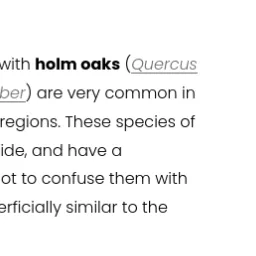 with holm oaks (Quercus
ber) are very common in
regions. These species of
ide, and have a
ot to confuse them with
erficially similar to the